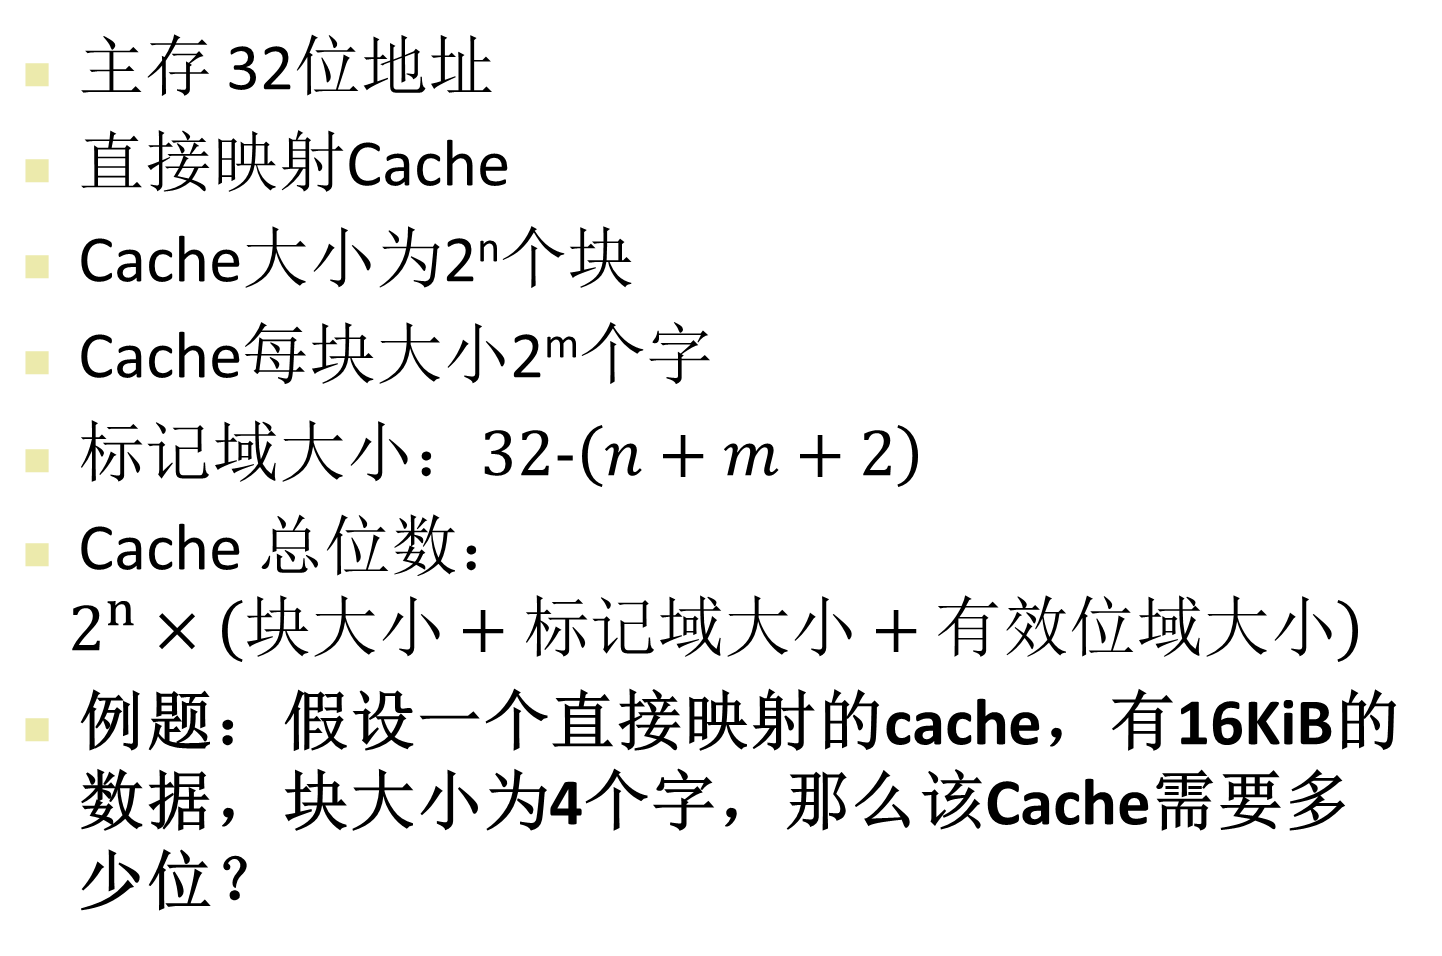 主存 32位地址
直接映射Cache
Cache大小为2ⁿ个块
Cache每块大小2ᵐ个字
标记域大小：32-(n + m + 2)
Cache 总位数：
2ⁿ × (块大小 + 标记域大小 + 有效位域大小)
例题：假设一个直接映射的cache，有16KiB的
数据，块大小为4个字，那么该Cache需要多
少位？